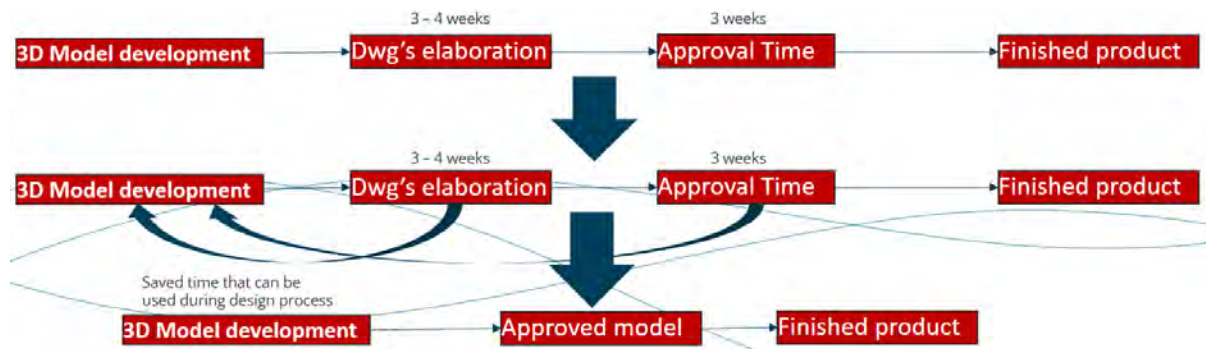 3 – 4 weeks
3 weeks
3D Model development
Dwg's elaboration
Approval Time
Finished product
3 – 4 weeks
3 weeks
3D Model development
Dwg's elaboration
Approval Time
Finished product
Saved time that can be
used during design process
3D Model development
Approved model
Finished product